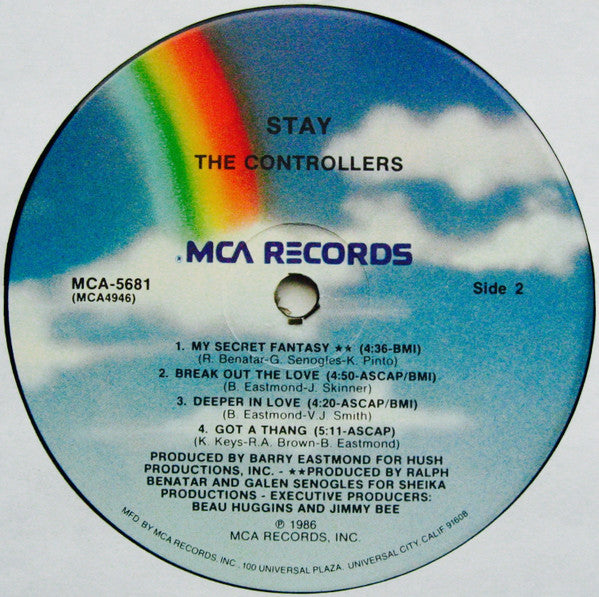 STAY
THE CONTROLLERS
MCA RECORDS
MCA-5681
(MCA4946)
Side 2
1. MY SECRET FANTASY ★★ (4:36-BMI)
(R. Benatar-G. Senogles-K. Pinto)
2. BREAK OUT THE LOVE (4:50-ASCAP/BMI)
(B. Eastmond-J. Skinner)
3. DEEPER IN LOVE (4:20-ASCAP/BMI)
(B. Eastmond-V.J. Smith)
4. GOT A THANG (5:11-ASCAP)
(K. Keys-R.A. Brown-B. Eastmond)
PRODUCED BY BARRY EASTMOND FOR HUSH
PRODUCTIONS, INC. - ★★PRODUCED BY RALPH
BENATAR AND GALEN SENOGLES FOR SHEIKA
PRODUCTIONS - EXECUTIVE PRODUCERS:
BEAU HUGGINS AND JIMMY BEE
℗ 1986
MCA RECORDS, INC.
MFD. BY MCA RECORDS, INC., 100 UNIVERSAL PLAZA, UNIVERSAL CITY, CALIF. 91608